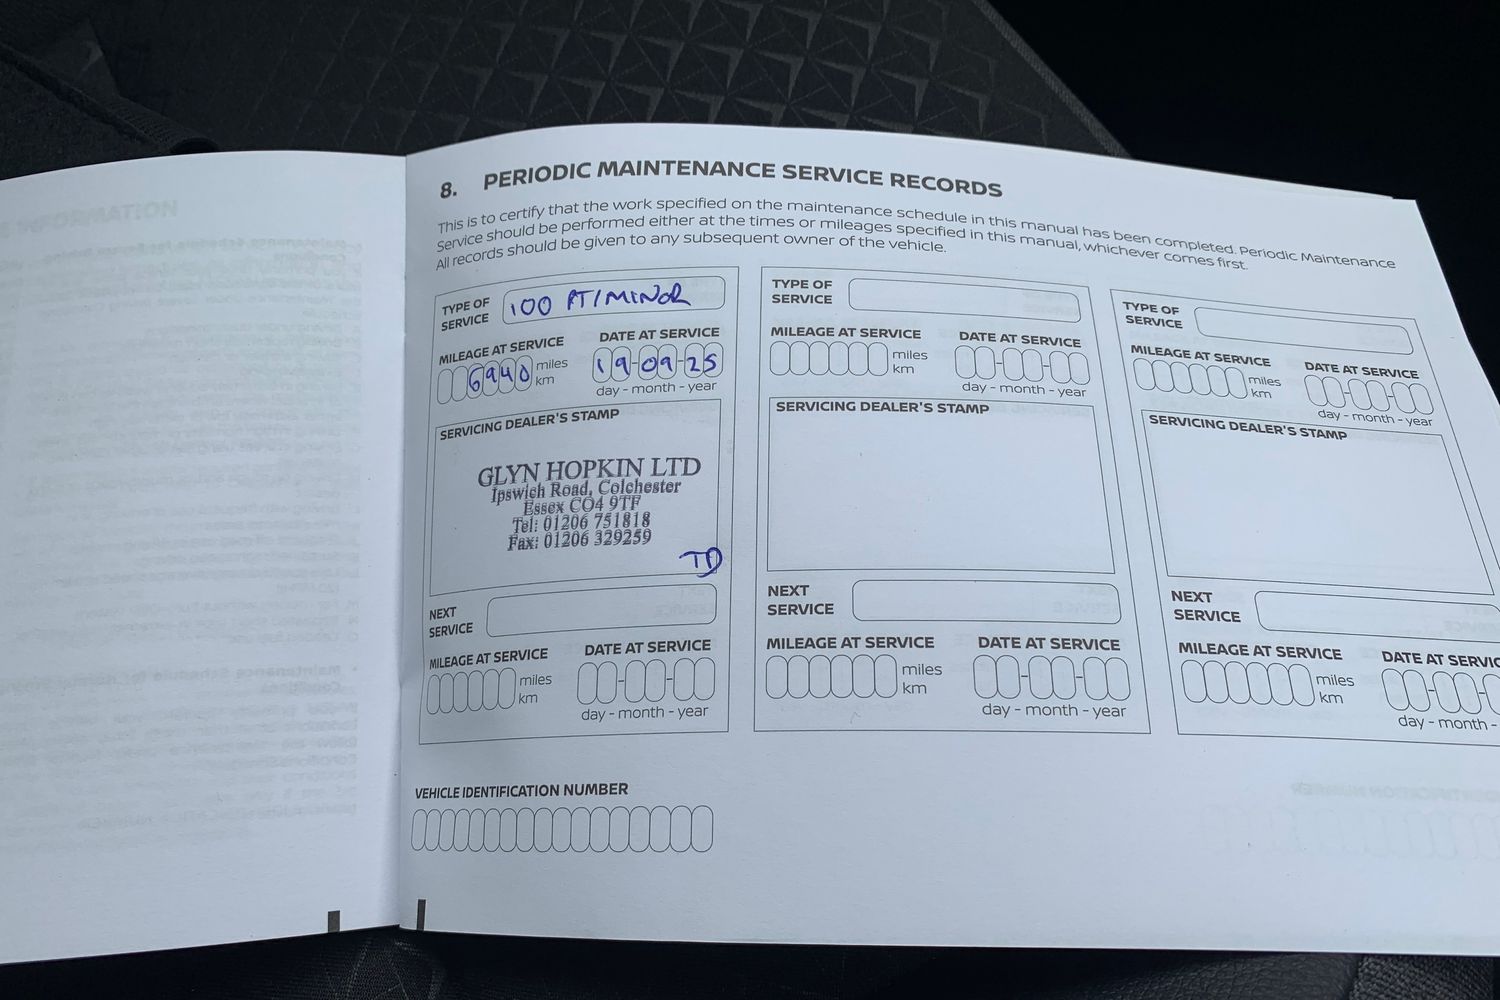 8. PERIODIC MAINTENANCE SERVICE RECORDS
This is to certify that the work specified on the maintenance schedule in this manual has been completed. Periodic Maintenance
Service should be performed either at the times or mileages specified in this manual, whichever comes first.
All records should be given to any subsequent owner of the vehicle.
TYPE OF
SERVICE
100 PT/MINOR
MILEAGE AT SERVICE
6940
miles
km
DATE AT SERVICE
19-09-25
day - month - year
SERVICING DEALER'S STAMP
GLYN HOPKIN LTD
Ipswich Road, Colchester
Essex CO4 9TF
Tel: 01206 751818
Fax: 01206 329259
TD
NEXT
SERVICE
MILEAGE AT SERVICE
miles
km
DATE AT SERVICE
day - month - year
TYPE OF
SERVICE
MILEAGE AT SERVICE
miles
km
DATE AT SERVICE
day - month - year
SERVICING DEALER'S STAMP
NEXT
SERVICE
MILEAGE AT SERVICE
miles
km
DATE AT SERVICE
day - month - year
TYPE OF
SERVICE
MILEAGE AT SERVICE
miles
km
DATE AT SERVICE
day - month - year
SERVICING DEALER'S STAMP
NEXT
SERVICE
MILEAGE AT SERVICE
miles
km
DATE AT SERVIC
day - month -
VEHICLE IDENTIFICATION NUMBER